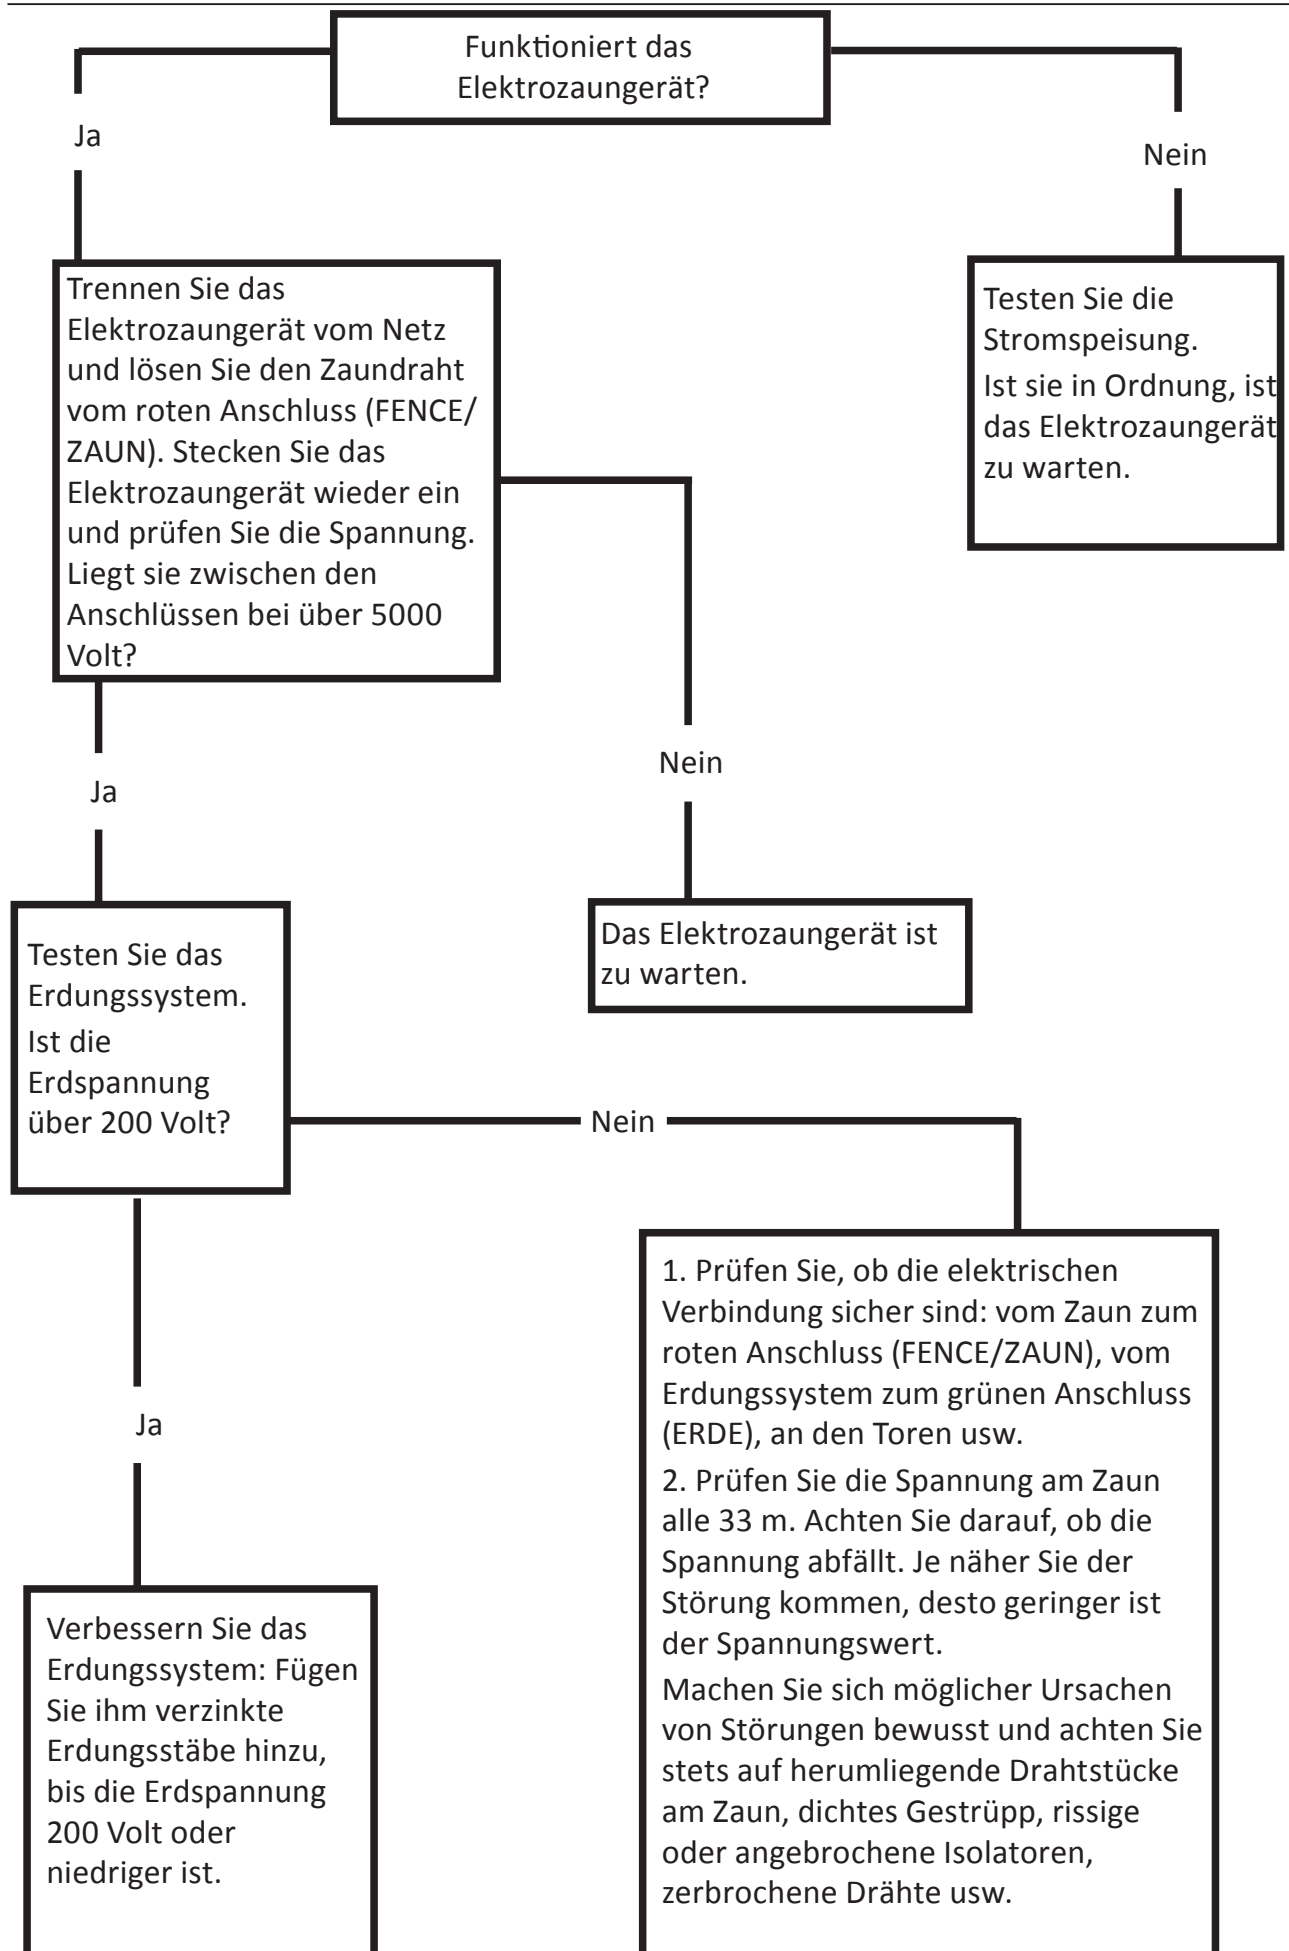 Funktioniert das
Elektrozaungerät?
Ja
Nein
Trennen Sie das
Elektrozaungerät vom Netz
und lösen Sie den Zaundraht
vom roten Anschluss (FENCE/
ZAUN). Stecken Sie das
Elektrozaungerät wieder ein
und prüfen Sie die Spannung.
Liegt sie zwischen den
Anschlüssen bei über 5000
Volt?
Testen Sie die
Stromspeisung.
Ist sie in Ordnung, ist
das Elektrozaungerät
zu warten.
Ja
Nein
Testen Sie das
Erdungssystem.
Ist die
Erdspannung
über 200 Volt?
Das Elektrozaungerät ist
zu warten.
Nein
Ja
1. Prüfen Sie, ob die elektrischen
Verbindung sicher sind: vom Zaun zum
roten Anschluss (FENCE/ZAUN), vom
Erdungssystem zum grünen Anschluss
(ERDE), an den Toren usw.
2. Prüfen Sie die Spannung am Zaun
alle 33 m. Achten Sie darauf, ob die
Spannung abfällt. Je näher Sie der
Störung kommen, desto geringer ist
der Spannungswert.
Machen Sie sich möglicher Ursachen
von Störungen bewusst und achten Sie
stets auf herumliegende Drahtstücke
am Zaun, dichtes Gestrüpp, rissige
oder angebrochene Isolatoren,
zerbrochene Drähte usw.
Verbessern Sie das
Erdungssystem: Fügen
Sie ihm verzinkte
Erdungsstäbe hinzu,
bis die Erdspannung
200 Volt oder
niedriger ist.